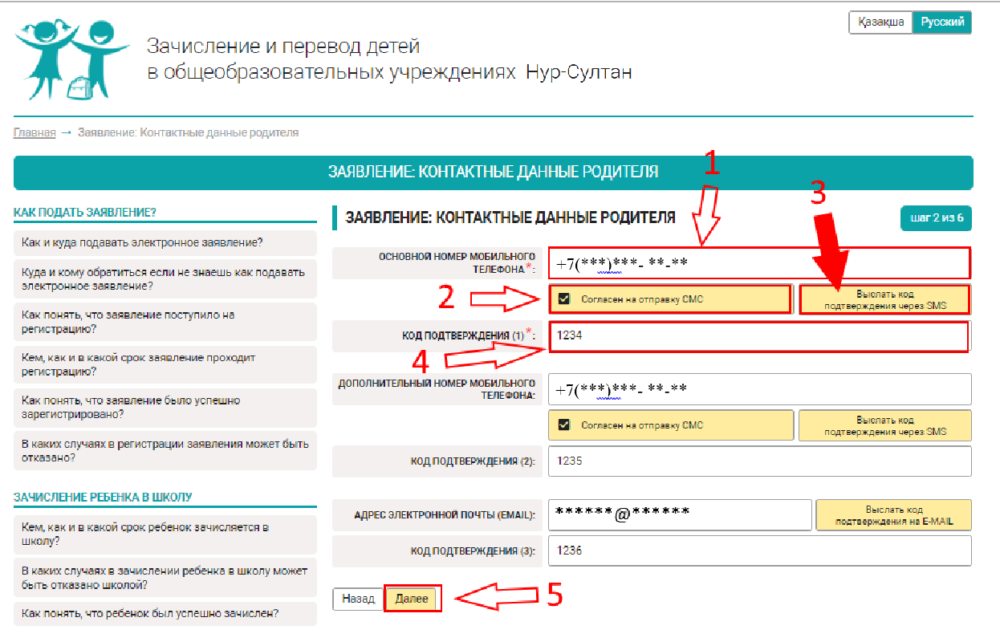 Қазақша Русский
Зачисление и перевод детей
в общеобразовательных учреждениях Нур-Султан
Главная → Заявление: Контактные данные родителя
ЗАЯВЛЕНИЕ: КОНТАКТНЫЕ ДАННЫЕ РОДИТЕЛЯ
1
КАК ПОДАТЬ ЗАЯВЛЕНИЕ?
Как и куда подавать электронное заявление?
Куда и кому обратиться если не знаешь как подавать
электронное заявление?
Как понять, что заявление поступило на
регистрацию?
Кем, как и в какой срок заявление проходит
регистрацию?
Как понять, что заявление было успешно
зарегистрировано?
В каких случаях в регистрации заявления может быть
отказано?
ЗАЧИСЛЕНИЕ РЕБЕНКА В ШКОЛУ
Кем, как и в какой срок ребенок зачисляется в
школу?
В каких случаях в зачислении ребенка в школу может
быть отказано школой?
Как понять, что ребенок был успешно зачислен?
ЗАЯВЛЕНИЕ: КОНТАКТНЫЕ ДАННЫЕ РОДИТЕЛЯ
3
шаг 2 из 6
ОСНОВНОЙ НОМЕР МОБИЛЬНОГО
ТЕЛЕФОНА*:
+7(***)***- **-**
2
Согласен на отправку СМС
Выслать код
подтверждения через SMS
КОД ПОДТВЕРЖДЕНИЯ (1)*:
1234
4
ДОПОЛНИТЕЛЬНЫЙ НОМЕР МОБИЛЬНОГО
ТЕЛЕФОНА:
+7(***)***- **-**
Согласен на отправку СМС
Выслать код
подтверждения через SMS
КОД ПОДТВЕРЖДЕНИЯ (2):
1235
АДРЕС ЭЛЕКТРОННОЙ ПОЧТЫ (EMAIL):
******@******
Выслать код
подтверждения на E-MAIL
КОД ПОДТВЕРЖДЕНИЯ (3):
1236
Назад Далее
5